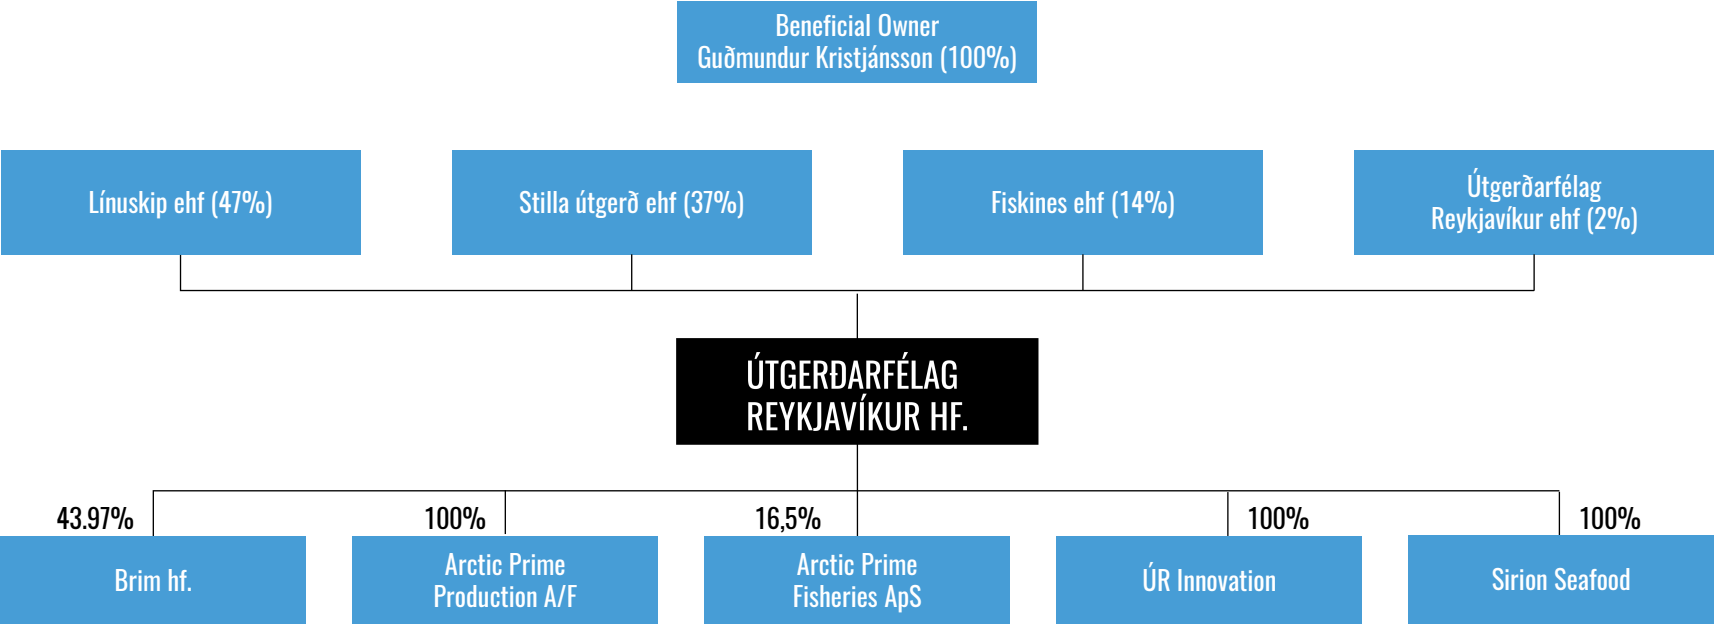 Beneficial Owner
Guðmundur Kristjánsson (100%)
Línuskip ehf (47%)
Stilla útgerð ehf (37%)
Fiskines ehf (14%)
Útgerðarfélag
Reykjavíkur ehf (2%)
ÚTGERÐARFÉLAG
REYKJAVÍKUR HF.
43.97%
Brim hf.
100%
Arctic Prime
Production A/F
16,5%
Arctic Prime
Fisheries ApS
100%
ÚR Innovation
100%
Sirion Seafood